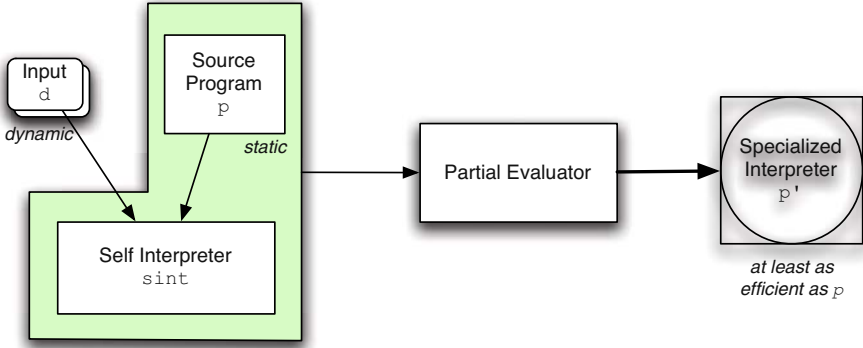 Input
d
dynamic
Source
Program
p
static
Self Interpreter
sint
Partial Evaluator
Specialized
Interpreter
p'
at least as
efficient as p